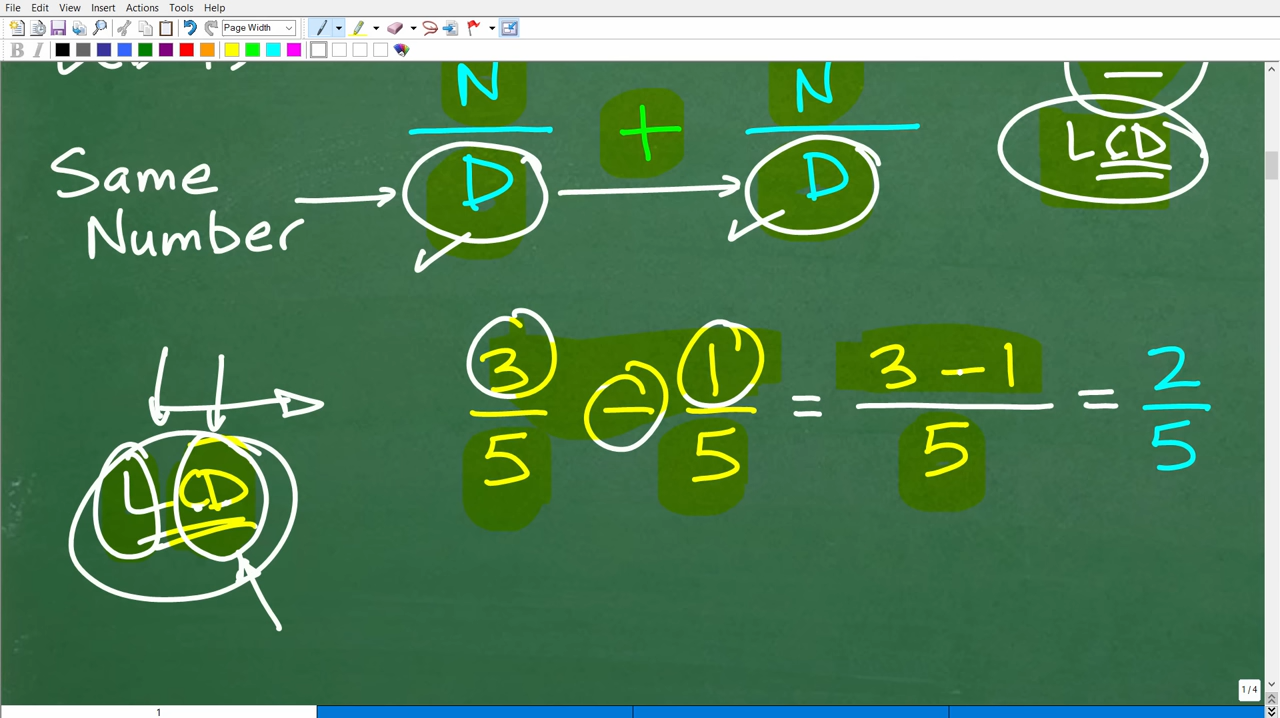 File Edit View Insert Actions Tools Help
Page Width
B I
N + N
LCD
D D
Same
Number
3/5 - 1/5 = 3 - 1/5 = 2/5
LCD
1 / 4
1